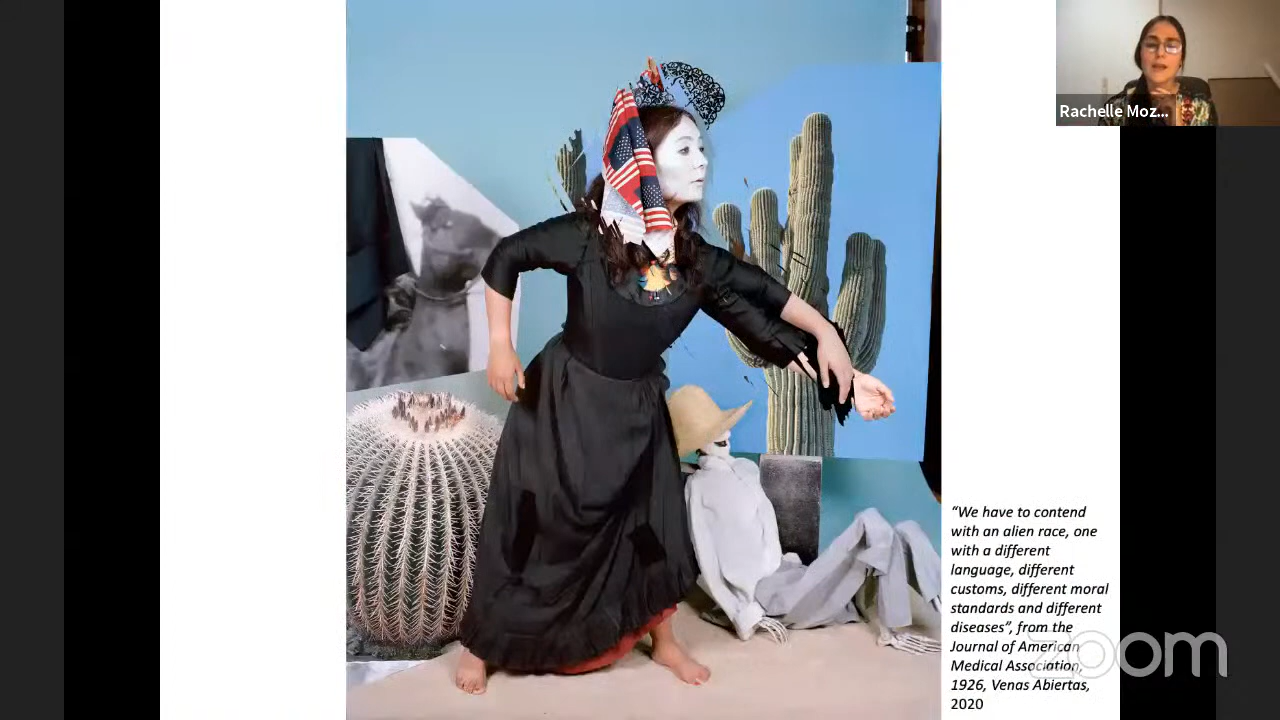 Rachelle Moz...
“We have to contend
with an alien race, one
with a different
language, different
customs, different moral
standards and different
diseases”, from the
Journal of American
Medical Association,
1926, Venas Abiertas,
2020
zoom